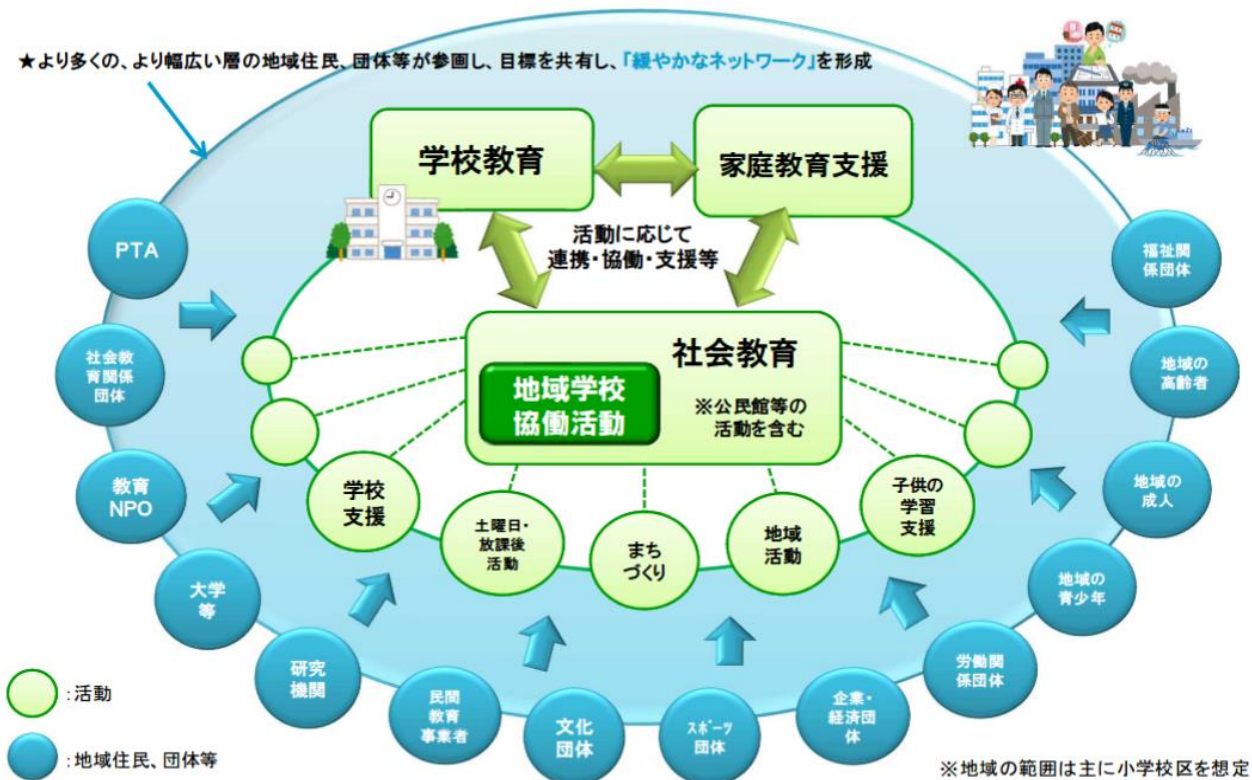 ★より多くの、より幅広い層の地域住民、団体等が参画し、目標を共有し、「緩やかなネットワーク」を形成
学校教育
家庭教育支援
活動に応じて
連携・協働・支援等
社会教育
地域学校
協働活動
※公民館等の
活動を含む
学校
支援
土曜日・
放課後
活動
まち
づくり
地域
活動
子供の
学習
支援
PTA
社会教
育関係
団体
教育
NPO
大学
等
研究
機関
民間
教育
事業者
文化
団体
スポーツ
団体
企業・
経済団
体
労働関
係団体
地域の
青少年
地域の
成人
地域の
高齢者
福祉関
係団体
:活動
:地域住民、団体等
※地域の範囲は主に小学校区を想定